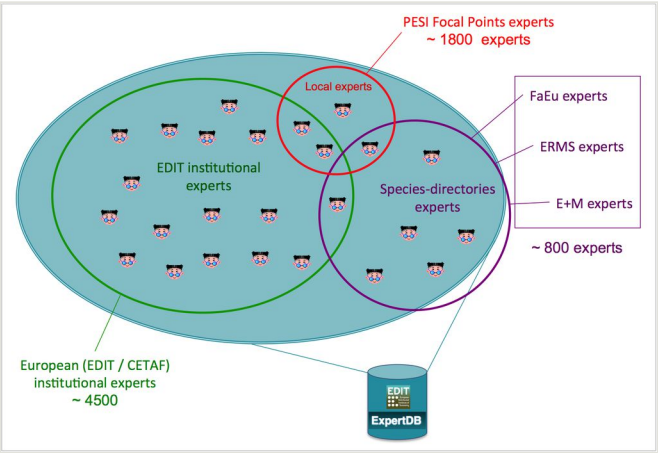 PESI Focal Points experts
~ 1800 experts
Local experts
FaEu experts
ERMS experts
E+M experts
~ 800 experts
EDIT institutional
experts
Species-directories
experts
European (EDIT / CETAF)
institutional experts
~ 4500
EDIT
ExpertDB